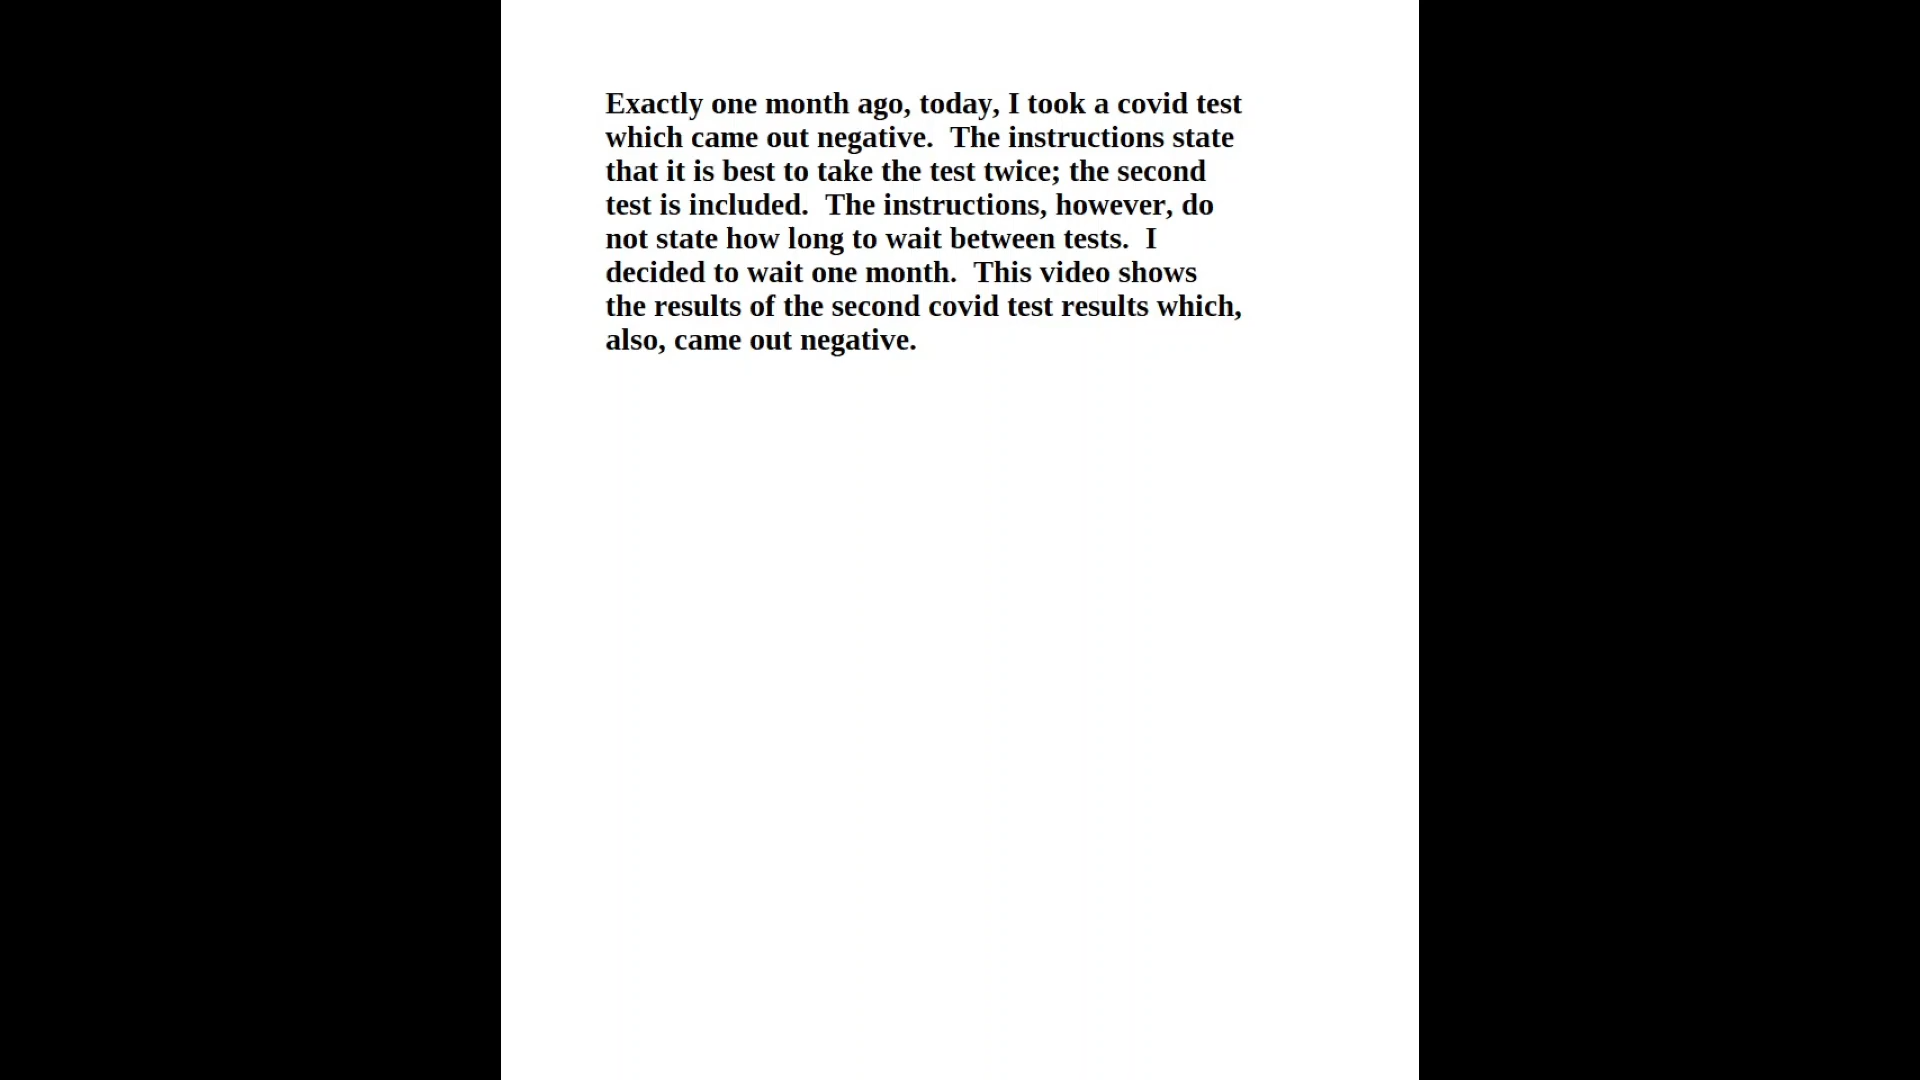 Exactly one month ago, today, I took a covid test
which came out negative.  The instructions state
that it is best to take the test twice; the second
test is included.  The instructions, however, do
not state how long to wait between tests.  I
decided to wait one month.  This video shows
the results of the second covid test results which,
also, came out negative.